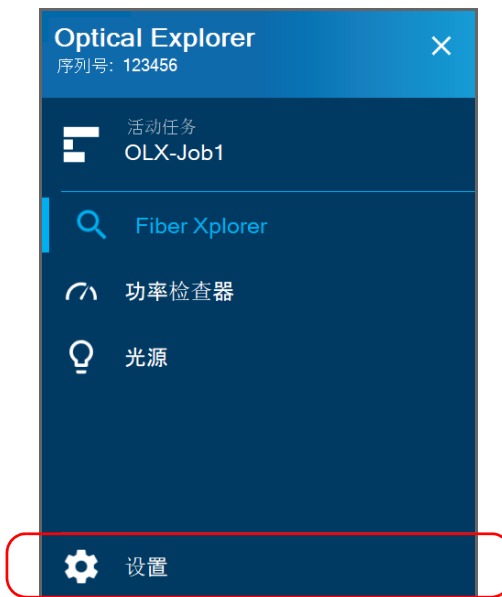 Optical Explorer
序列号: 123456
活动任务
OLX-Job1
Fiber Xplorer
功率检查器
光源
设置